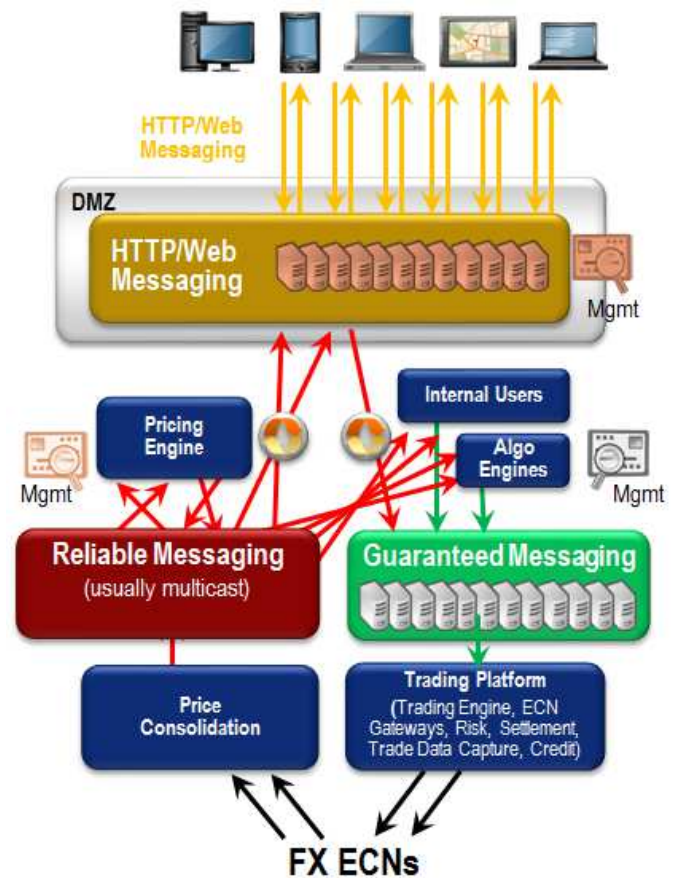 HTTP/Web
Messaging
DMZ
HTTP/Web
Messaging
Mgmt
Internal Users
Pricing
Engine
Algo
Engines
Mgmt
Mgmt
Reliable Messaging
(usually multicast)
Guaranteed Messaging
Price
Consolidation
Trading Platform
(Trading Engine, ECN
Gateways, Risk, Settlement,
Trade Data Capture, Credit)
FX ECNs